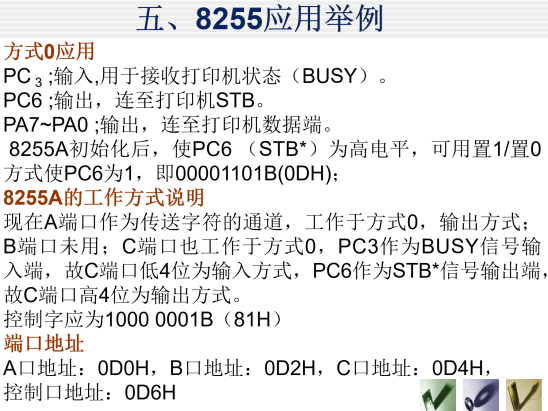 五、8255应用举例
方式0应用
PC 3 ;输入,用于接收打印机状态（BUSY）。
PC6 ;输出，连至打印机STB。
PA7~PA0 ;输出，连至打印机数据端。
8255A初始化后，使PC6 （STB*）为高电平，可用置1/置0
方式使PC6为1，即00001101B(0DH)；
8255A的工作方式说明
现在A端口作为传送字符的通道，工作于方式0，输出方式；
B端口未用；C端口也工作于方式0，PC3作为BUSY信号输
入端，故C端口低4位为输入方式，PC6作为STB*信号输出端，
故C端口高4位为输出方式。
控制字应为1000 0001B（81H）
端口地址
A口地址：0D0H，B口地址：0D2H，C口地址：0D4H，
控制口地址：0D6H